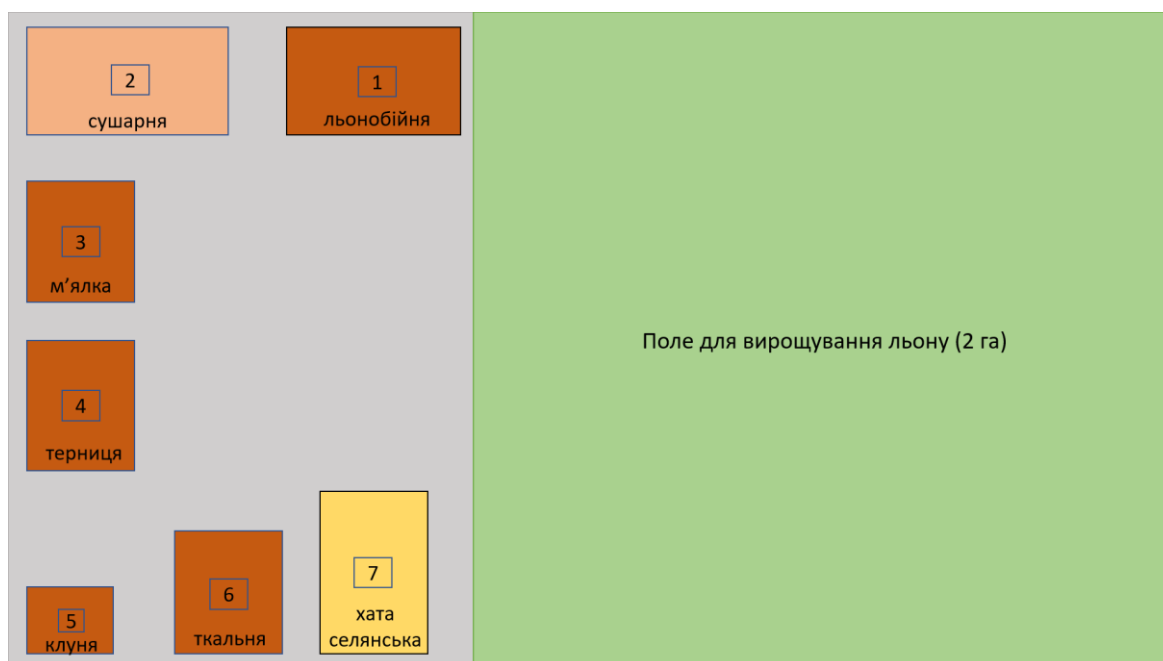 2
сушарня
1
льонобійня
3
м’ялка
4
терниця
Поле для вирощування льону (2 га)
5
клуня
6
ткальня
7
хата
селянська